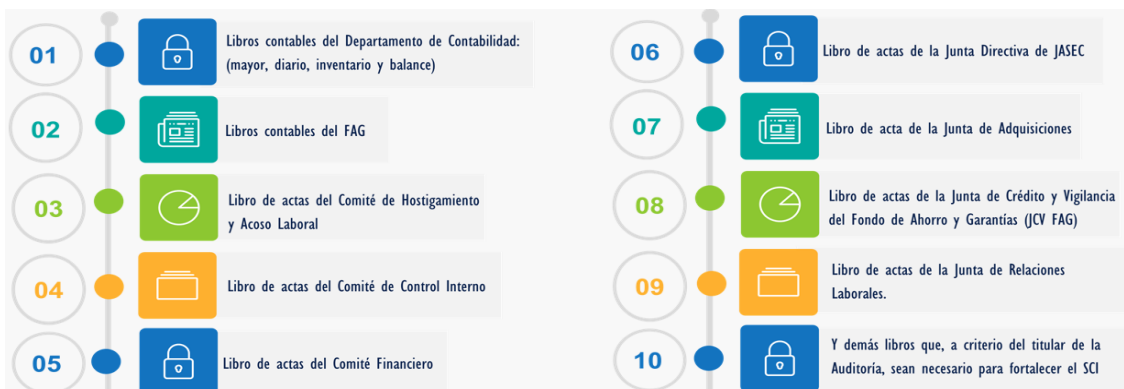 01
Libros contables del Departamento de Contabilidad:
(mayor, diario, inventario y balance)
02
Libros contables del FAG
03
Libro de actas del Comité de Hostigamiento
y Acoso Laboral
04
Libro de actas del Comité de Control Interno
05
Libro de actas del Comité Financiero
06
Libro de actas de la Junta Directiva de JASEC
07
Libro de acta de la Junta de Adquisiciones
08
Libro de actas de la Junta de Crédito y Vigilancia
del Fondo de Ahorro y Garantías (JCV FAG)
09
Libro de actas de la Junta de Relaciones
Laborales.
10
Y demás libros que, a criterio del titular de la
Auditoría, sean necesario para fortalecer el SCI